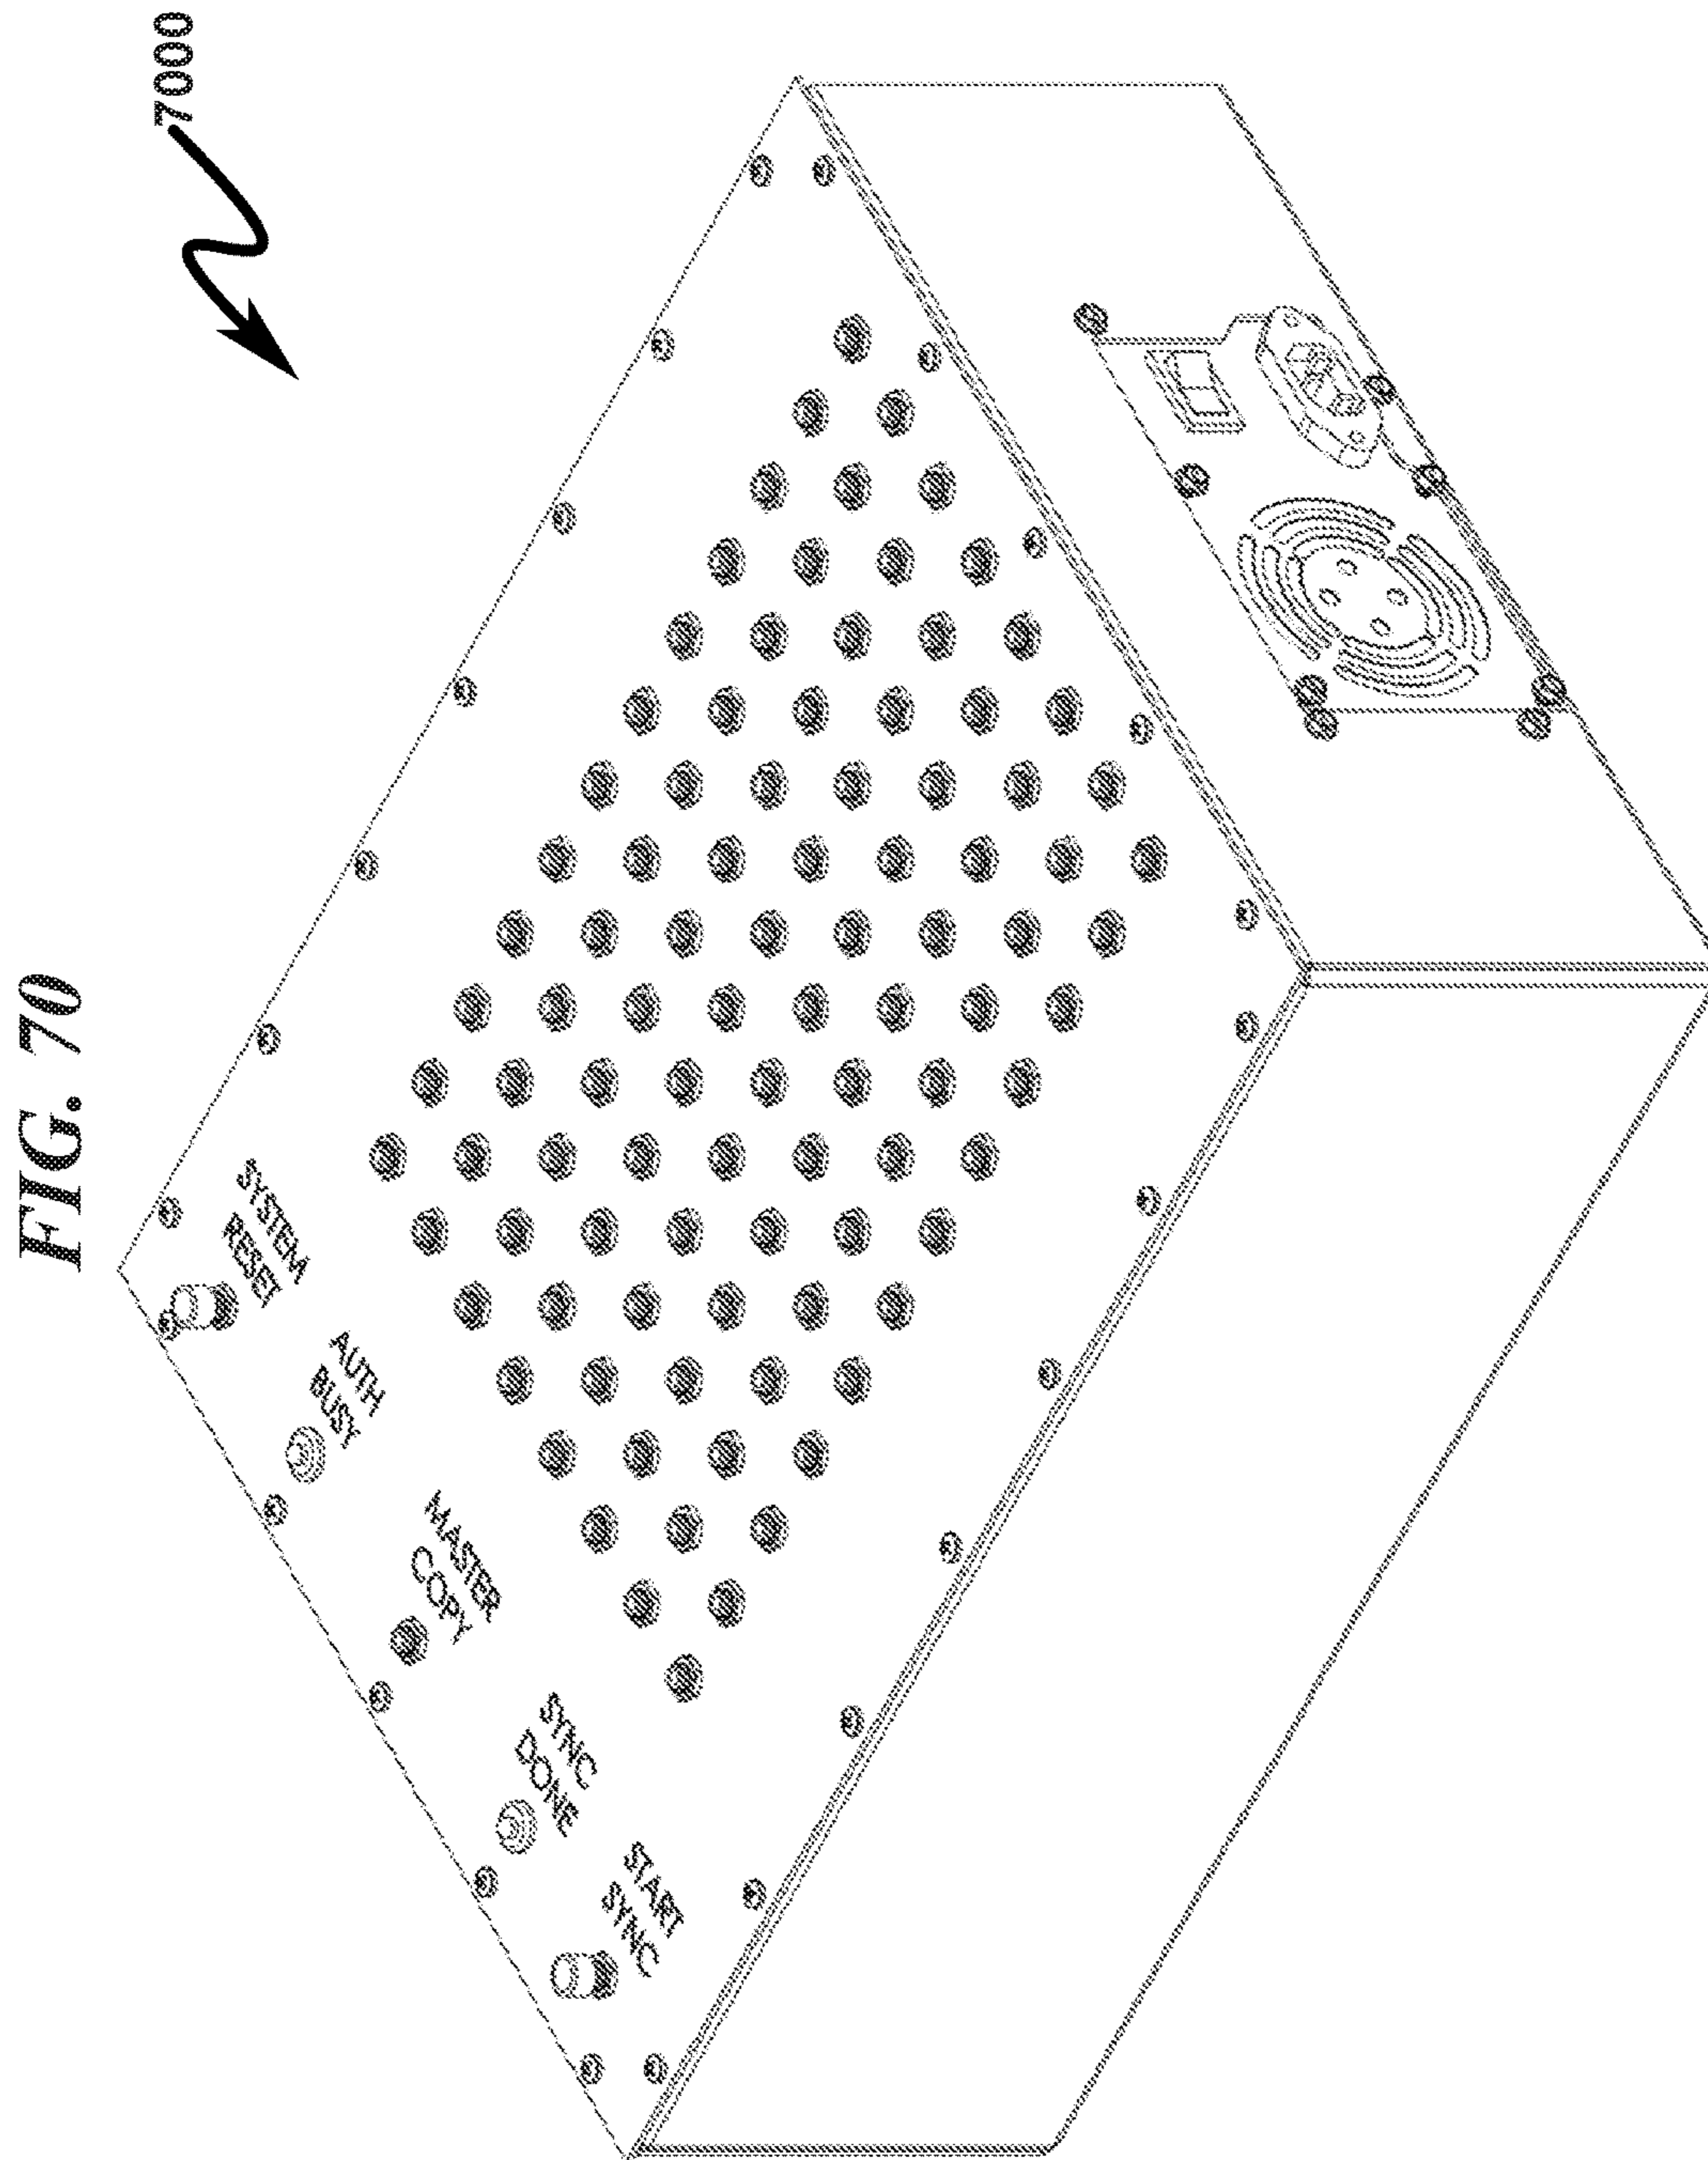 FIG. 70
7000
SYSTEM
RESET
AUTH
BUSY
MASTER
COPY
SYNC
DONE
START
SYNC